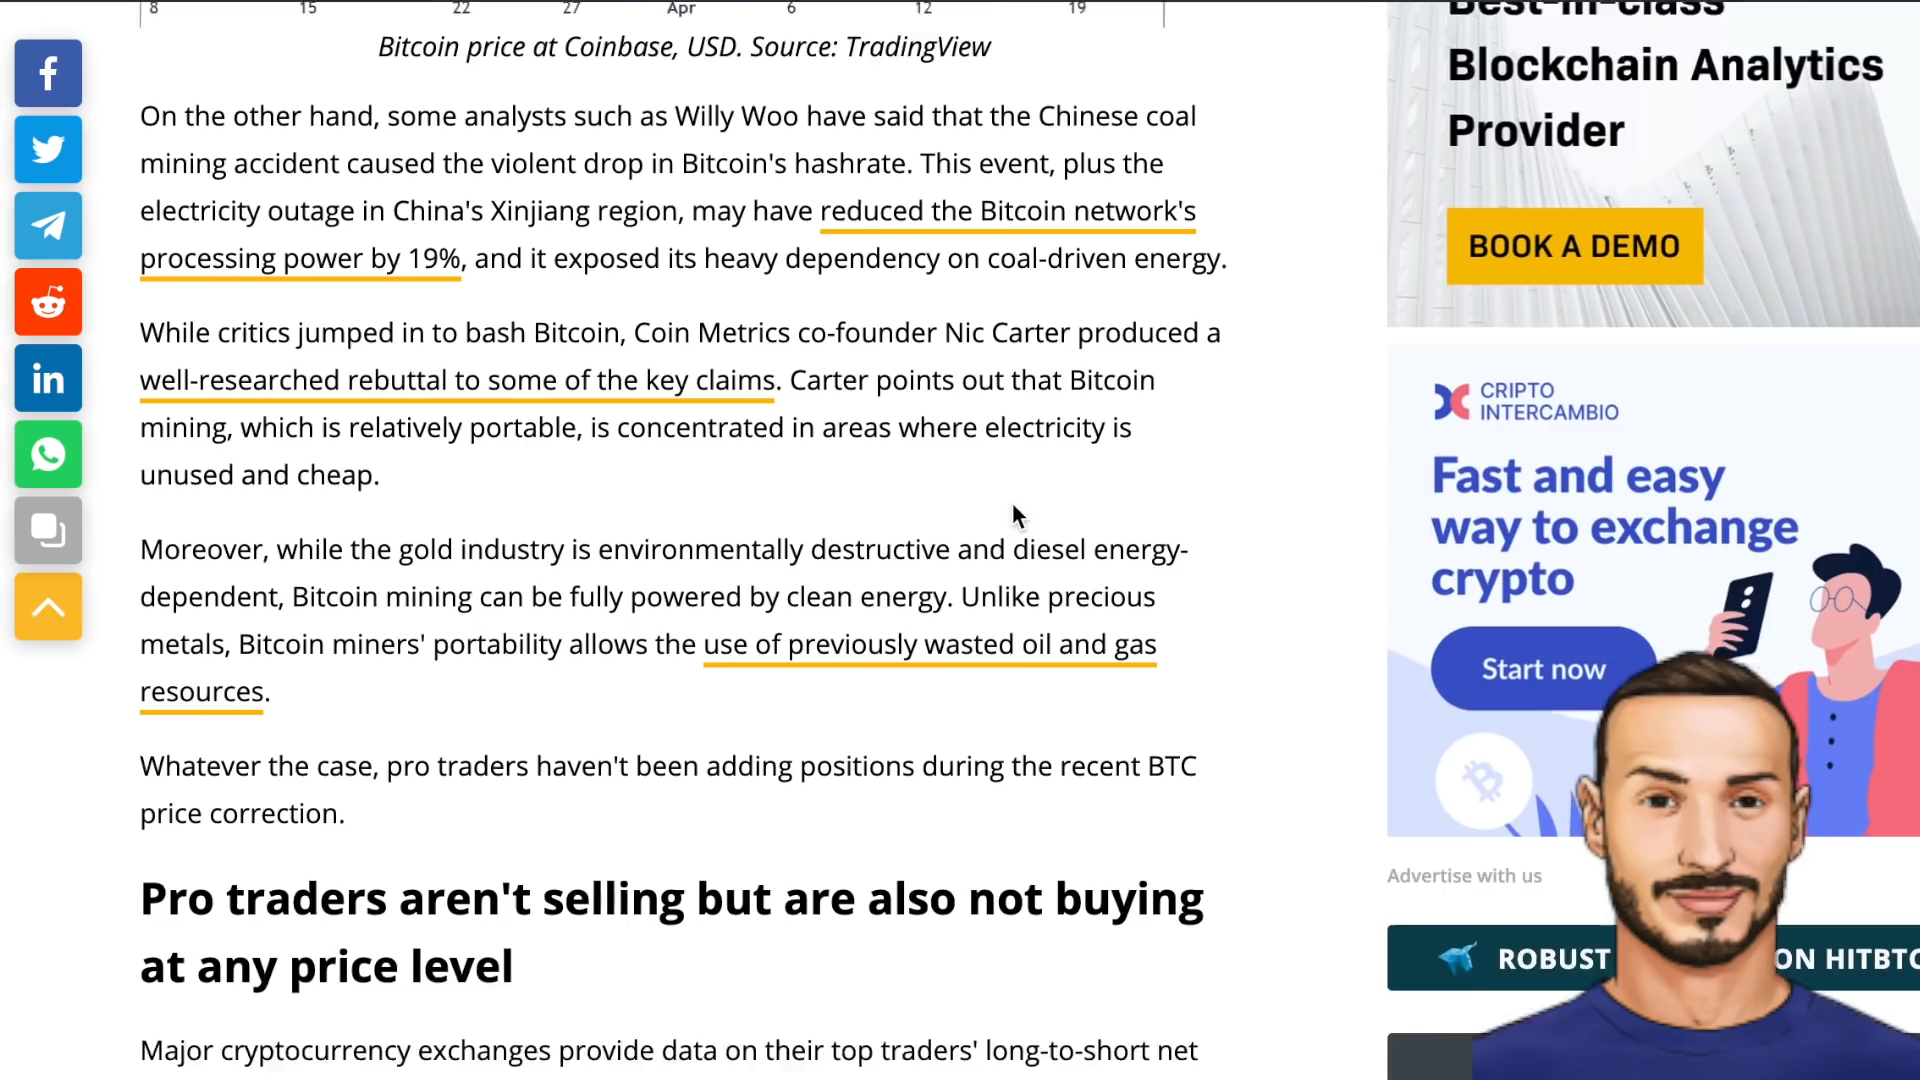 8 15 22 27 Apr 6 12 19
Bitcoin price at Coinbase, USD. Source: TradingView
On the other hand, some analysts such as Willy Woo have said that the Chinese coal
mining accident caused the violent drop in Bitcoin's hashrate. This event, plus the
electricity outage in China's Xinjiang region, may have reduced the Bitcoin network's
processing power by 19%, and it exposed its heavy dependency on coal-driven energy.
While critics jumped in to bash Bitcoin, Coin Metrics co-founder Nic Carter produced a
well-researched rebuttal to some of the key claims. Carter points out that Bitcoin
mining, which is relatively portable, is concentrated in areas where electricity is
unused and cheap.
Moreover, while the gold industry is environmentally destructive and diesel energy-
dependent, Bitcoin mining can be fully powered by clean energy. Unlike precious
metals, Bitcoin miners' portability allows the use of previously wasted oil and gas
resources.
Whatever the case, pro traders haven't been adding positions during the recent BTC
price correction.
Pro traders aren't selling but are also not buying
at any price level
Major cryptocurrency exchanges provide data on their top traders' long-to-short net
Best-in-class
Blockchain Analytics
Provider
BOOK A DEMO
CRIPTO
INTERCAMBIO
Fast and easy
way to exchange
crypto
Start now
Advertise with us
ROBUST ON HITBTC